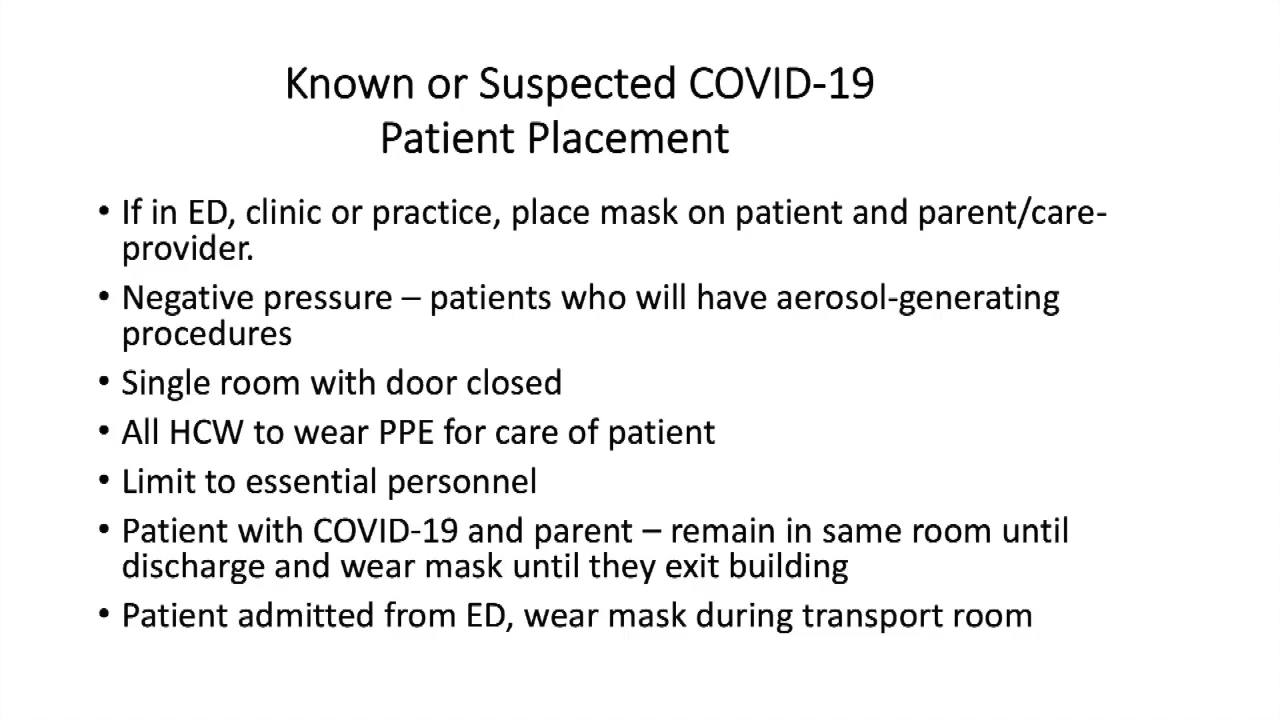 Known or Suspected COVID-19
Patient Placement
• If in ED, clinic or practice, place mask on patient and parent/care-
provider.
• Negative pressure – patients who will have aerosol-generating
procedures
• Single room with door closed
• All HCW to wear PPE for care of patient
• Limit to essential personnel
• Patient with COVID-19 and parent – remain in same room until
discharge and wear mask until they exit building
• Patient admitted from ED, wear mask during transport room